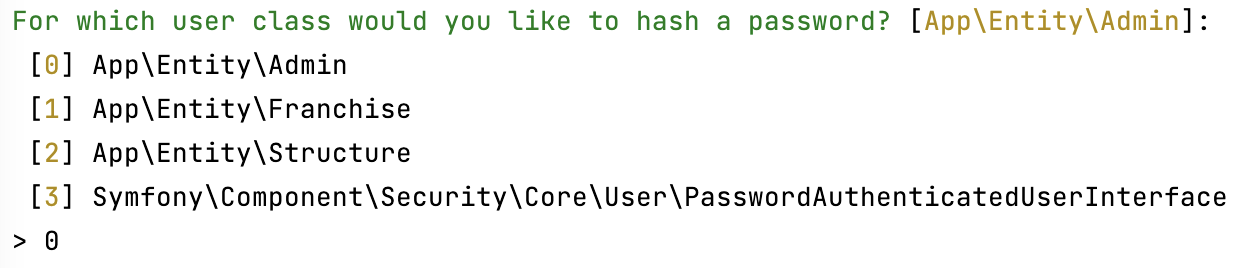 For which user class would you like to hash a password? [App\Entity\Admin]:
[0] App\Entity\Admin
[1] App\Entity\Franchise
[2] App\Entity\Structure
[3] Symfony\Component\Security\Core\User\PasswordAuthenticatedUserInterface
> 0